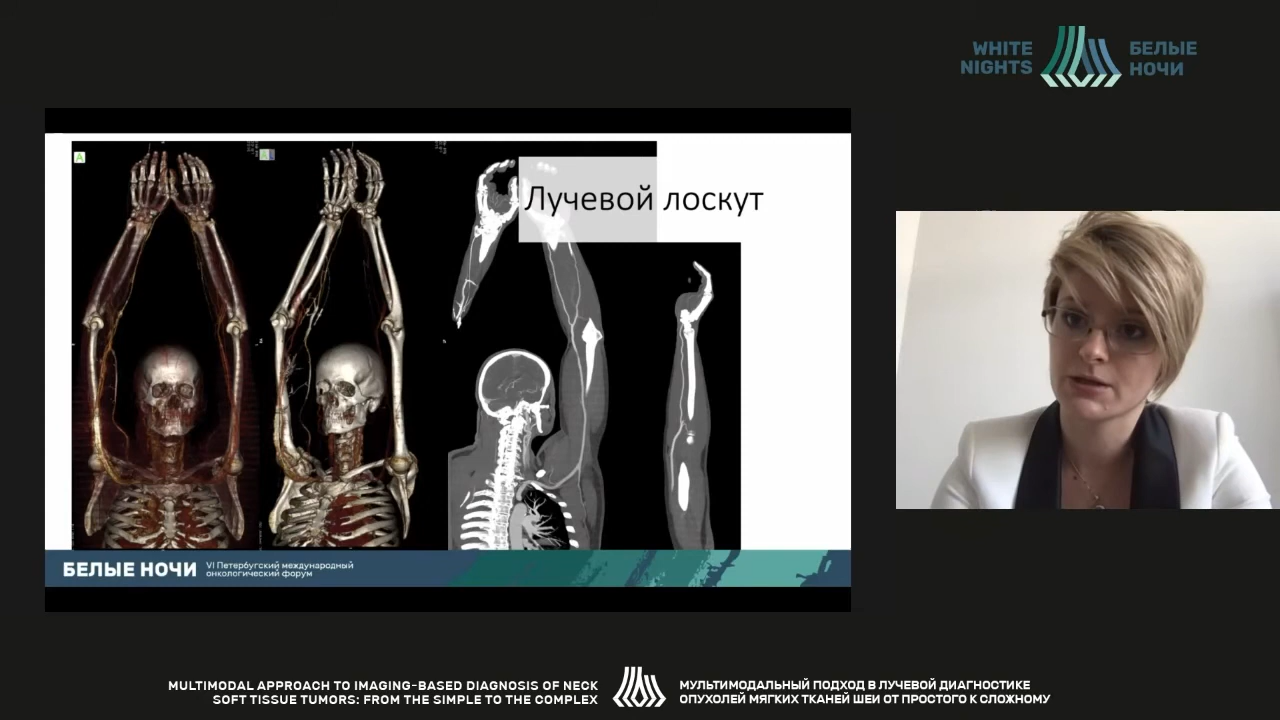 WHITE
NIGHTS
БЕЛЫЕ
НОЧИ
A
Лучевой лоскут
БЕЛЫЕ НОЧИ
VI Петербугский международный
онкологический форум
MULTIMODAL APPROACH TO IMAGING-BASED DIAGNOSIS OF NECK
SOFT TISSUE TUMORS: FROM THE SIMPLE TO THE COMPLEX
МУЛЬТИМОДАЛЬНЫЙ ПОДХОД В ЛУЧЕВОЙ ДИАГНОСТИКЕ
ОПУХОЛЕЙ МЯГКИХ ТКАНЕЙ ШЕИ ОТ ПРОСТОГО К СЛОЖНОМУ